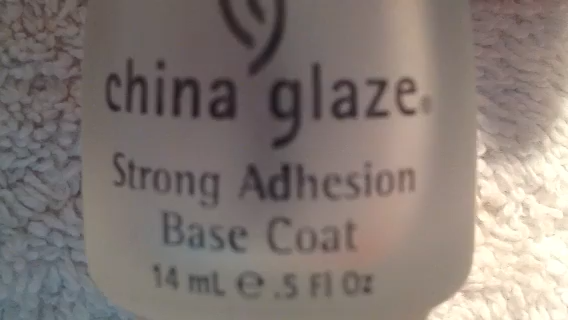 china glaze®
Strong Adhesion
Base Coat
14 mL ℮ .5 Fl Oz